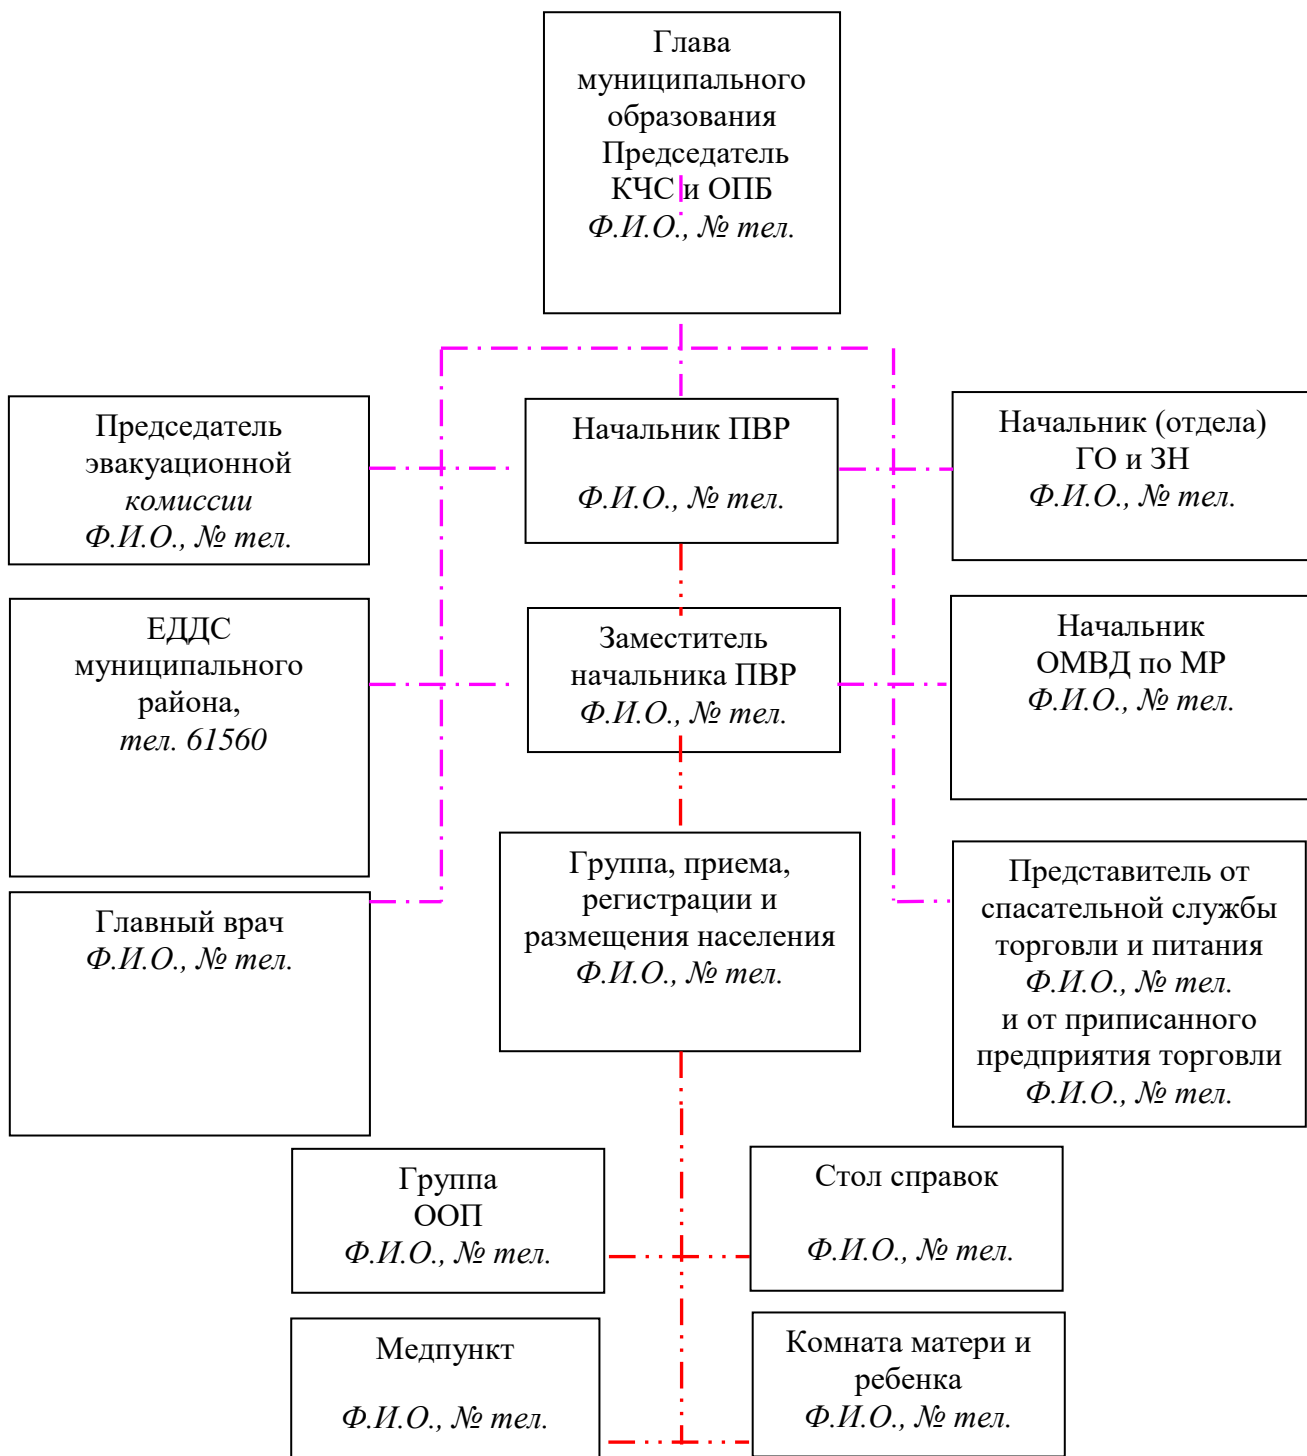 Глава
муниципального
образования
Председатель
КЧС и ОПБ
Ф.И.О., № тел.
Председатель
эвакуационной
комиссии
Ф.И.О., № тел.
Начальник ПВР
Ф.И.О., № тел.
Начальник (отдела)
ГО и ЗН
Ф.И.О., № тел.
ЕДДС
муниципального
района,
тел. 61560
Заместитель
начальника ПВР
Ф.И.О., № тел.
Начальник
ОМВД по МР
Ф.И.О., № тел.
Главный врач
Ф.И.О., № тел.
Группа, приема,
регистрации и
размещения населения
Ф.И.О., № тел.
Представитель от
спасательной службы
торговли и питания
Ф.И.О., № тел.
и от приписанного
предприятия торговли
Ф.И.О., № тел.
Группа
ООП
Ф.И.О., № тел.
Стол справок
Ф.И.О., № тел.
Медпункт
Ф.И.О., № тел.
Комната матери и
ребенка
Ф.И.О., № тел.